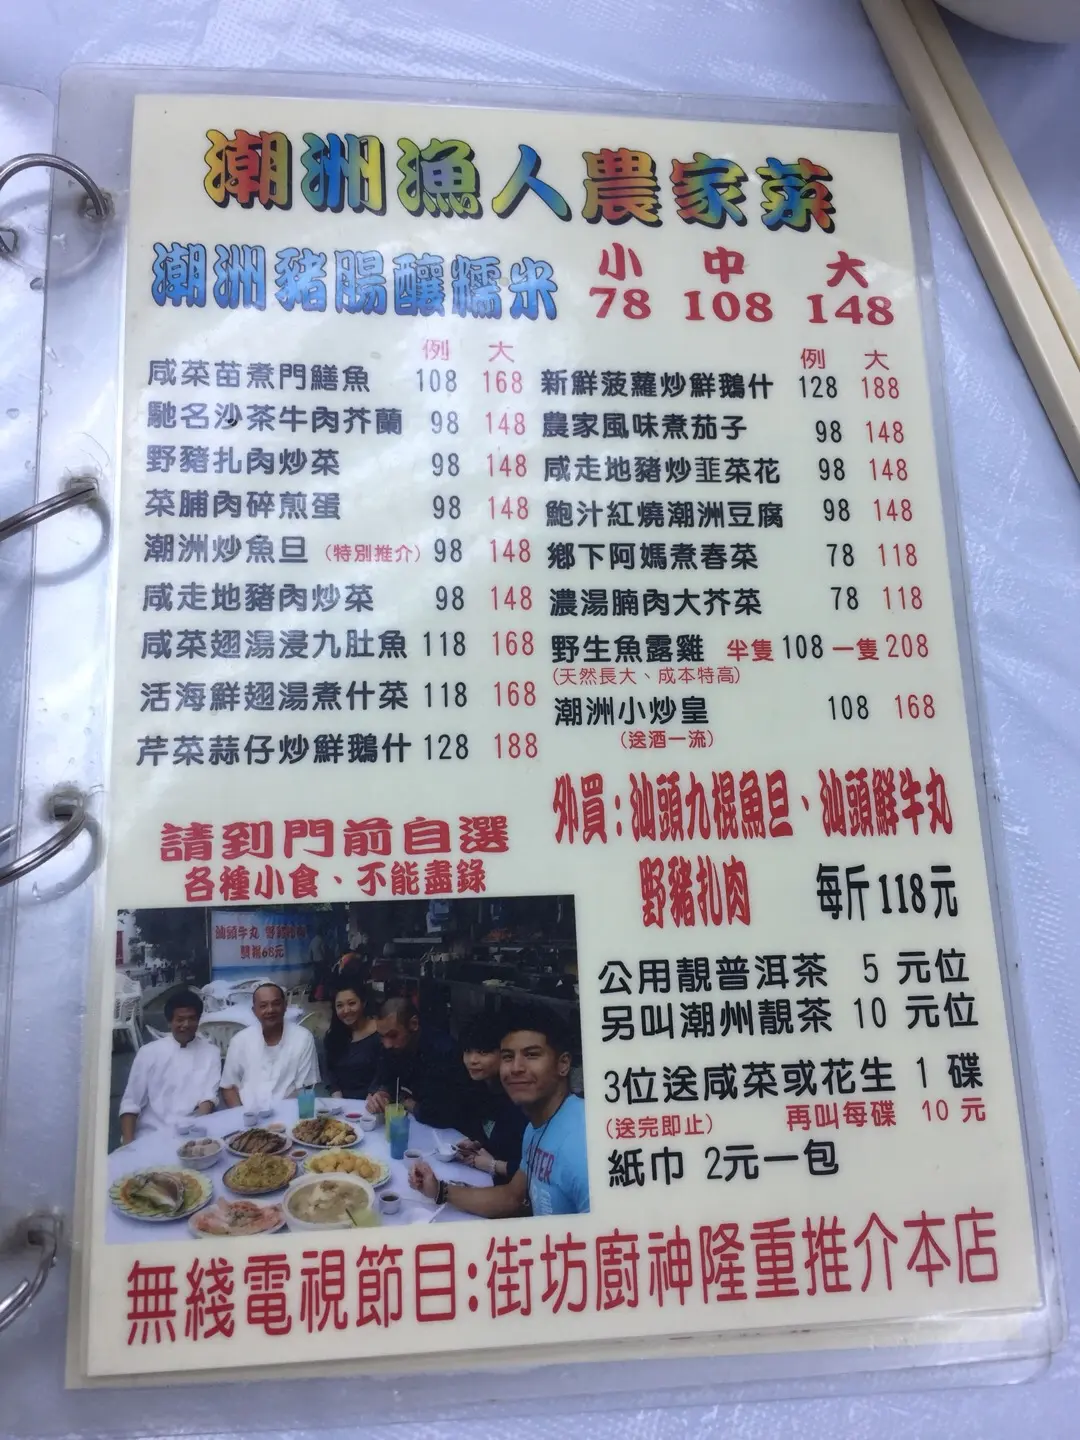 潮洲漁人農家菜
潮洲豬腸釀糯米 小 中 大
78 108 148
例 大
咸菜苗煮門鱔魚 108 168
馳名沙茶牛肉芥蘭 98 148
野豬扎肉炒菜 98 148
菜脯肉碎煎蛋 98 148
潮洲炒魚旦 (特別推介) 98 148
咸走地豬肉炒菜 98 148
咸菜翅湯浸九肚魚 118 168
活海鮮翅湯煮什菜 118 168
芹菜蒜仔炒鮮鵝什 128 188
例 大
新鮮菠蘿炒鮮鵝什 128 188
農家風味煮茄子 98 148
咸走地豬炒韮菜花 98 148
鮑汁紅燒潮洲豆腐 98 148
鄉下阿媽煮春菜 78 118
濃湯腩肉大芥菜 78 118
野生魚露雞 半隻 108 一隻 208
(天然長大、成本特高)
潮洲小炒皇 108 168
(送酒一流)
請到門前自選
各種小食、不能盡錄
外買:汕頭九棍魚旦、汕頭鮮牛丸
野豬扎肉 每斤 118 元
公用靚普洱茶 5 元位
另叫潮州靚茶 10 元位
3位送咸菜或花生 1 碟
(送完即止) 再叫每碟 10 元
紙巾 2元一包
汕頭牛丸
無綫電視節目:街坊廚神隆重推介本店